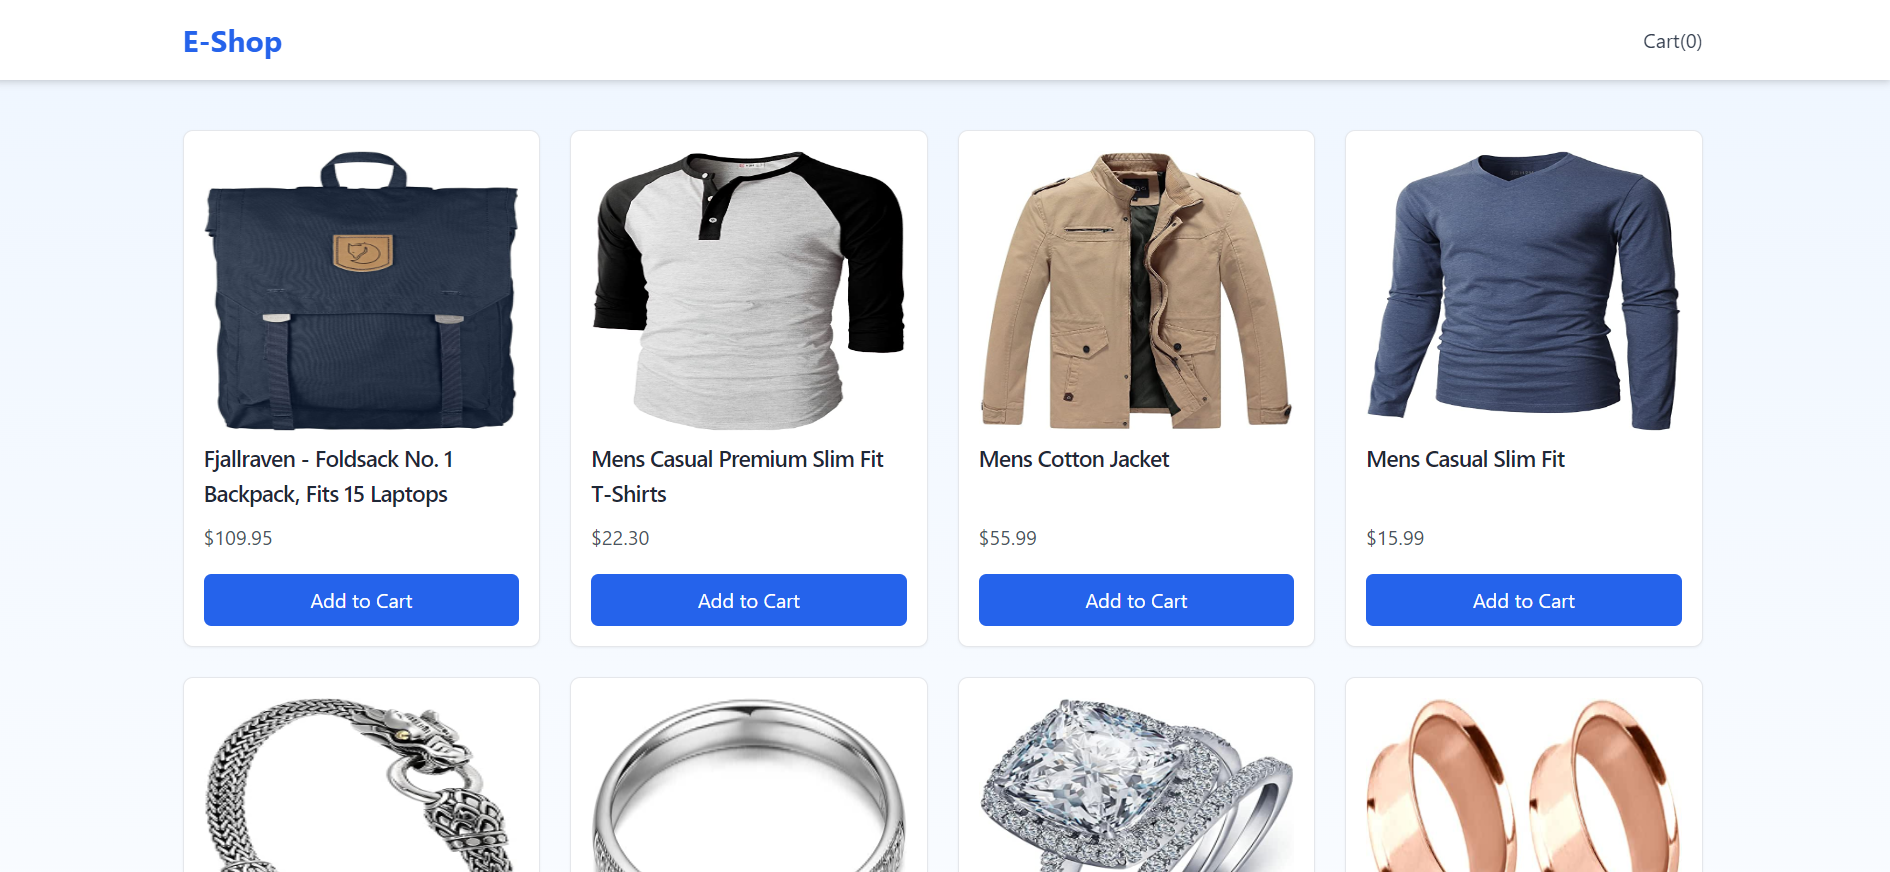 E-Shop
Cart(0)
Fjallraven - Foldsack No. 1
Backpack, Fits 15 Laptops
$109.95
Add to Cart
Mens Casual Premium Slim Fit
T-Shirts
$22.30
Add to Cart
Mens Cotton Jacket
$55.99
Add to Cart
Mens Casual Slim Fit
$15.99
Add to Cart